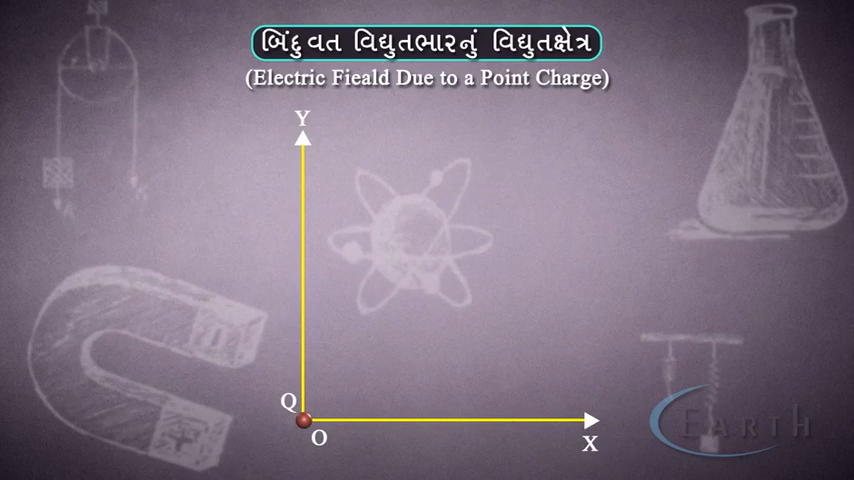 બિંદુવત વિદ્યુતભારનું વિદ્યુતક્ષેત્ર
(Electric Fieald Due to a Point Charge)
Y
Q
O
X
EARTH